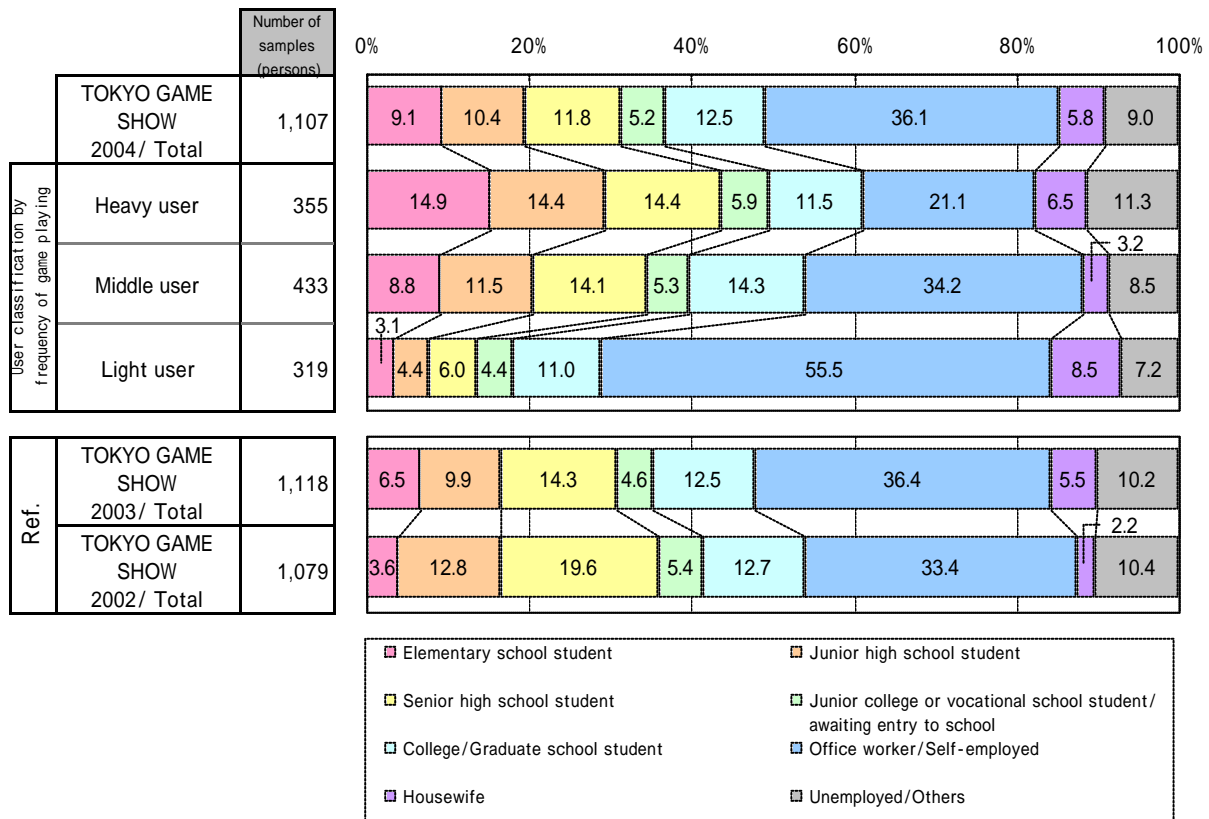 Number of
samples
(persons)
0% 20% 40% 60% 80% 100%
TOKYO GAME
SHOW
2004/ Total
1,107
9.1 10.4 11.8 5.2 12.5 36.1 5.8 9.0
User classification by
frequency of game playing
Heavy user
355
14.9 14.4 14.4 5.9 11.5 21.1 6.5 11.3
3.2
Middle user
433
8.8 11.5 14.1 5.3 14.3 34.2 8.5
3.1
Light user
319
4.4 6.0 4.4 11.0 55.5 8.5 7.2
Ref.
TOKYO GAME
SHOW
2003/ Total
1,118
6.5 9.9 14.3 4.6 12.5 36.4 5.5 10.2
2.2
TOKYO GAME
SHOW
2002/ Total
1,079
3.6 12.8 19.6 5.4 12.7 33.4 10.4
Elementary school student
Junior high school student
Senior high school student
Junior college or vocational school student/
awaiting entry to school
College/Graduate school student
Office worker/Self-employed
Housewife
Unemployed/Others